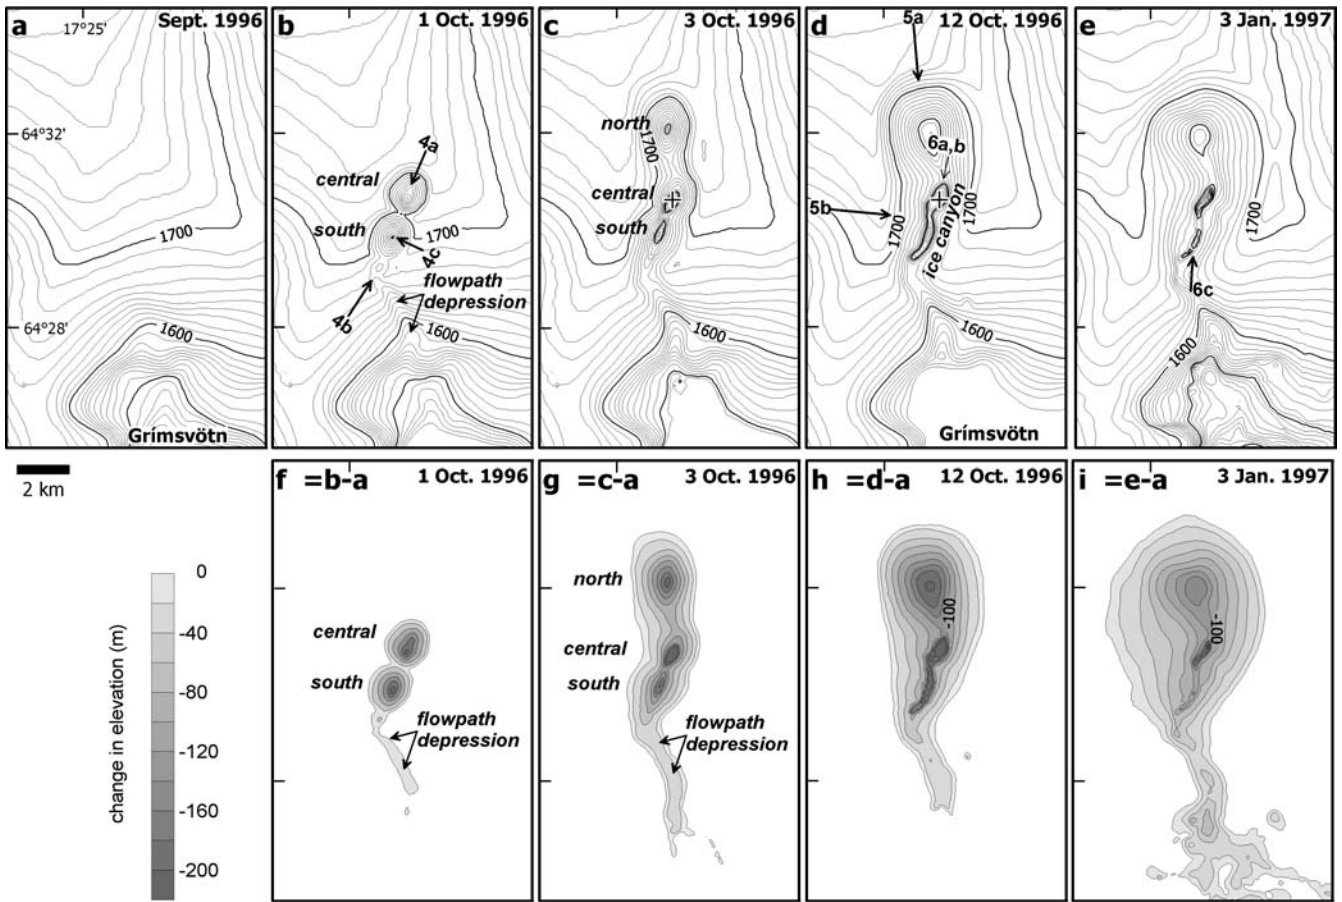 a
Sept. 1996
17°25'
64°32'
1700
64°28'
Grímsvötn
b
1 Oct. 1996
4a
central
south
1700
4c
flowpath
depression
4b
1600
c
3 Oct. 1996
north
1700
central
south
d
12 Oct. 1996
5a
6a,b
5b
1700
ice canyon
1700
1600
Grímsvötn
e
3 Jan. 1997
1700
6c
1600
2 km
change in elevation (m)
0
-40
-80
-120
-160
-200
f =b-a
1 Oct. 1996
central
south
flowpath
depression
g =c-a
3 Oct. 1996
north
central
south
flowpath
depression
h =d-a
12 Oct. 1996
-100
i =e-a
3 Jan. 1997
-100